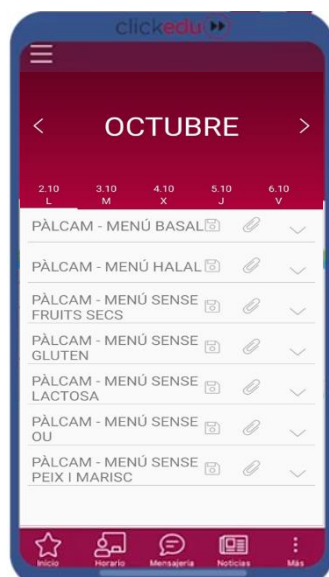 clickedu
OCTUBRE
2.10 3.10 4.10 5.10 6.10
L M X J V
PÀLCAM - MENÚ BASAL
PÀLCAM - MENÚ HALAL
PÀLCAM - MENÚ SENSE
FRUITS SECS
PÀLCAM - MENÚ SENSE
GLUTEN
PÀLCAM - MENÚ SENSE
LACTOSA
PÀLCAM - MENÚ SENSE
OU
PÀLCAM - MENÚ SENSE
PEIX I MARISC
Inicio Horario Mensajería Noticias Más